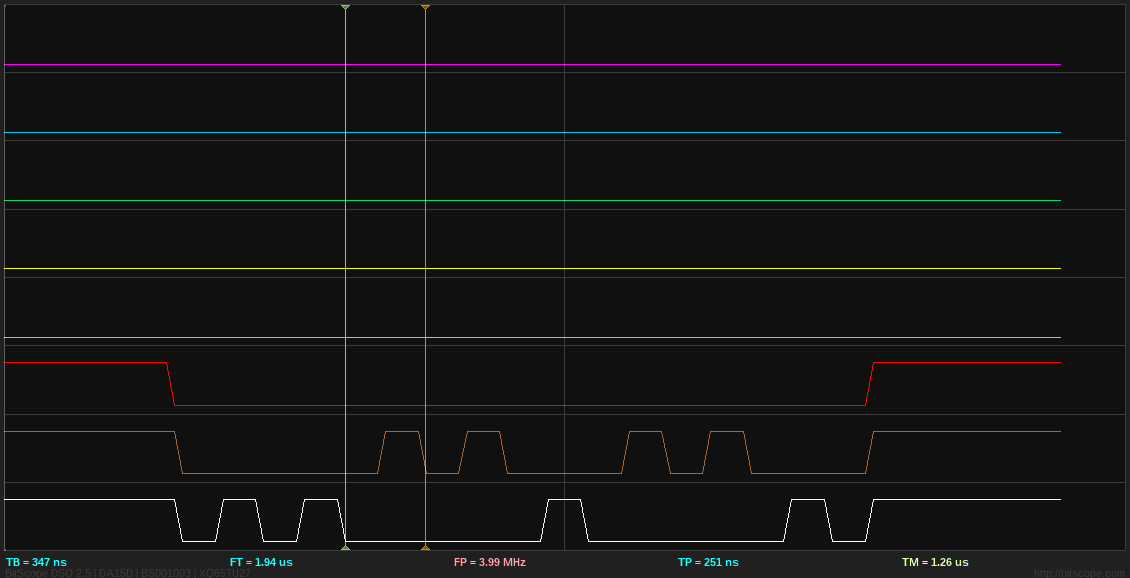 TB = 347 ns FT = 1.94 us FP = 3.99 MHz TP = 251 ns TM = 1.26 us
BitScope DSO 2.5 | DA15D | BS001003 | XO65TU27 http://bitscope.com